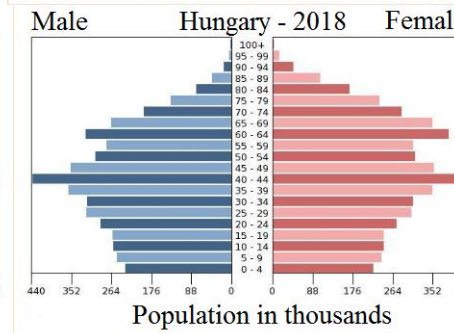 Male Hungary - 2018 Femal
100+
95 - 99
90 - 94
85 - 89
80 - 84
75 - 79
70 - 74
65 - 69
60 - 64
55 - 59
50 - 54
45 - 49
40 - 44
35 - 39
30 - 34
25 - 29
20 - 24
15 - 19
10 - 14
5 - 9
0 - 4
440 352 264 176 88 0 0 88 176 264 352
Population in thousands